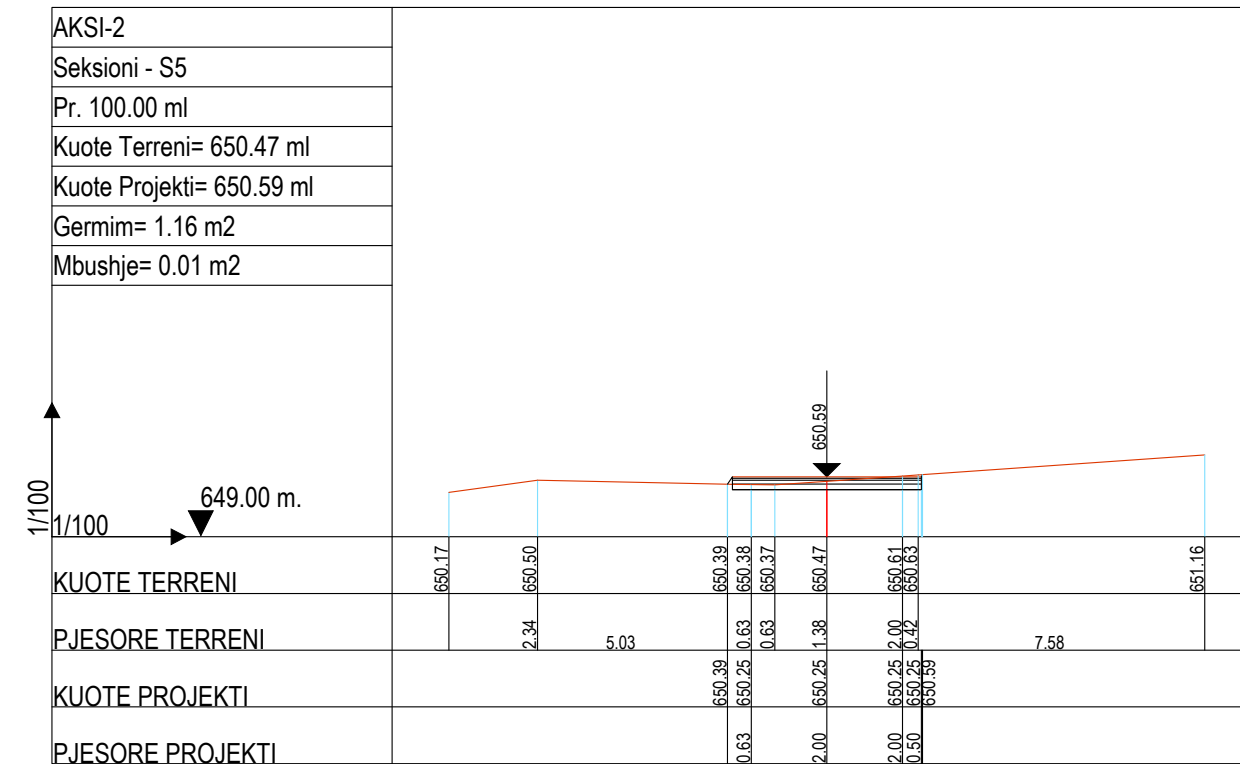 AKSI-2
Seksioni - S5
Pr. 100.00 ml
Kuote Terreni= 650.47 ml
Kuote Projekti= 650.59 ml
Germim= 1.16 m2
Mbushje= 0.01 m2
650.59
1/100
649.00 m.
1/100
KUOTE TERRENI 650.17 650.50 650.39 650.38 650.37 650.47 650.61 650.63 651.16
PJESORE TERRENI 2.34 5.03 0.63 0.63 1.38 2.00 0.42 7.58
KUOTE PROJEKTI 650.39 650.25 650.25 650.25 650.25 650.59
PJESORE PROJEKTI 0.63 2.00 2.00 0.50